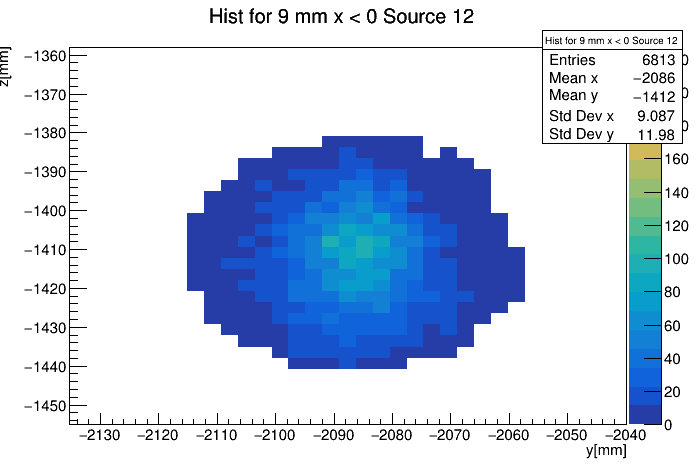 Hist for 9 mm x < 0 Source 12
Hist for 9 mm x < 0 Source 12
Entries 6813
Mean x −2086
Mean y −1412
Std Dev x 9.087
Std Dev y 11.98
z[mm]
−1360
−1370
−1380
−1390
−1400
−1410
−1420
−1430
−1440
−1450
160
140
120
100
80
60
40
20
0
−2130 −2120 −2110 −2100 −2090 −2080 −2070 −2060 −2050 −2040
y[mm]